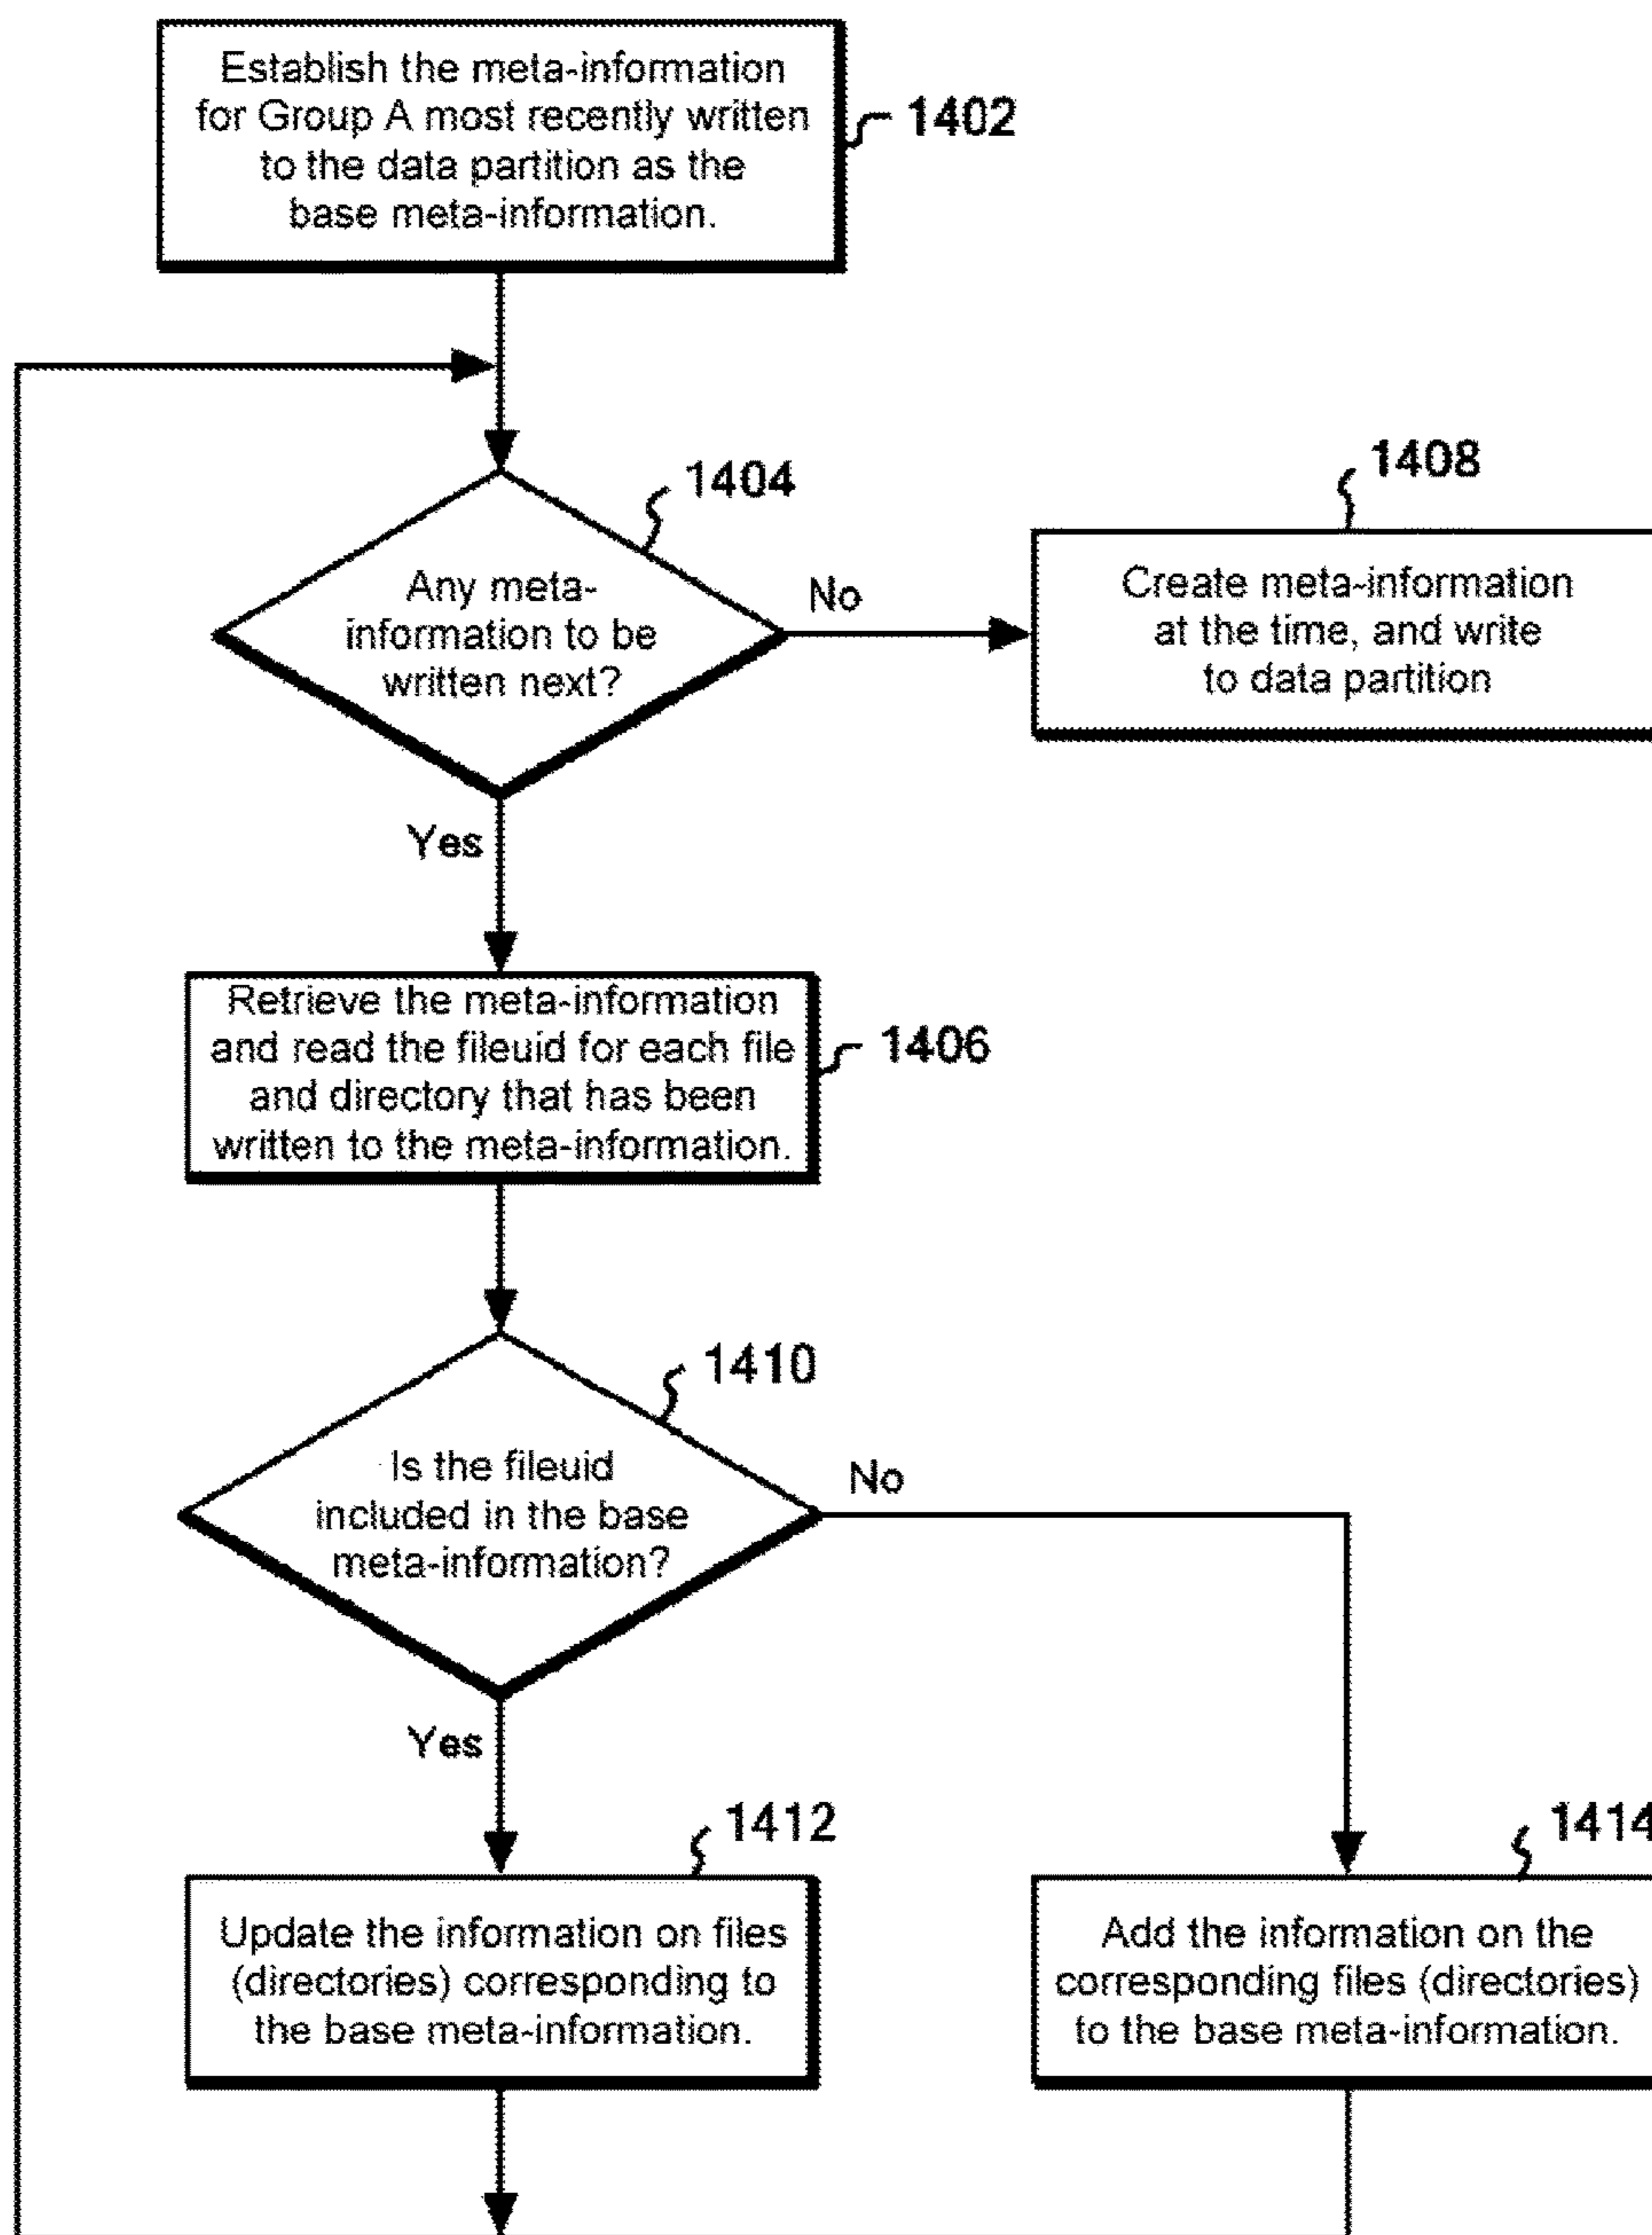 Establish the meta-information
for Group A most recently written
to the data partition as the
base meta-information.
1402
1404
Any meta-
information to be
written next?
No
1408
Create meta-information
at the time, and write
to data partition
Yes
Retrieve the meta-information
and read the fileuid for each file
and directory that has been
written to the meta-information.
1406
1410
Is the fileuid
included in the base
meta-information?
No
Yes
1412
Update the information on files
(directories) corresponding to
the base meta-information.
1414
Add the information on the
corresponding files (directories)
to the base meta-information.